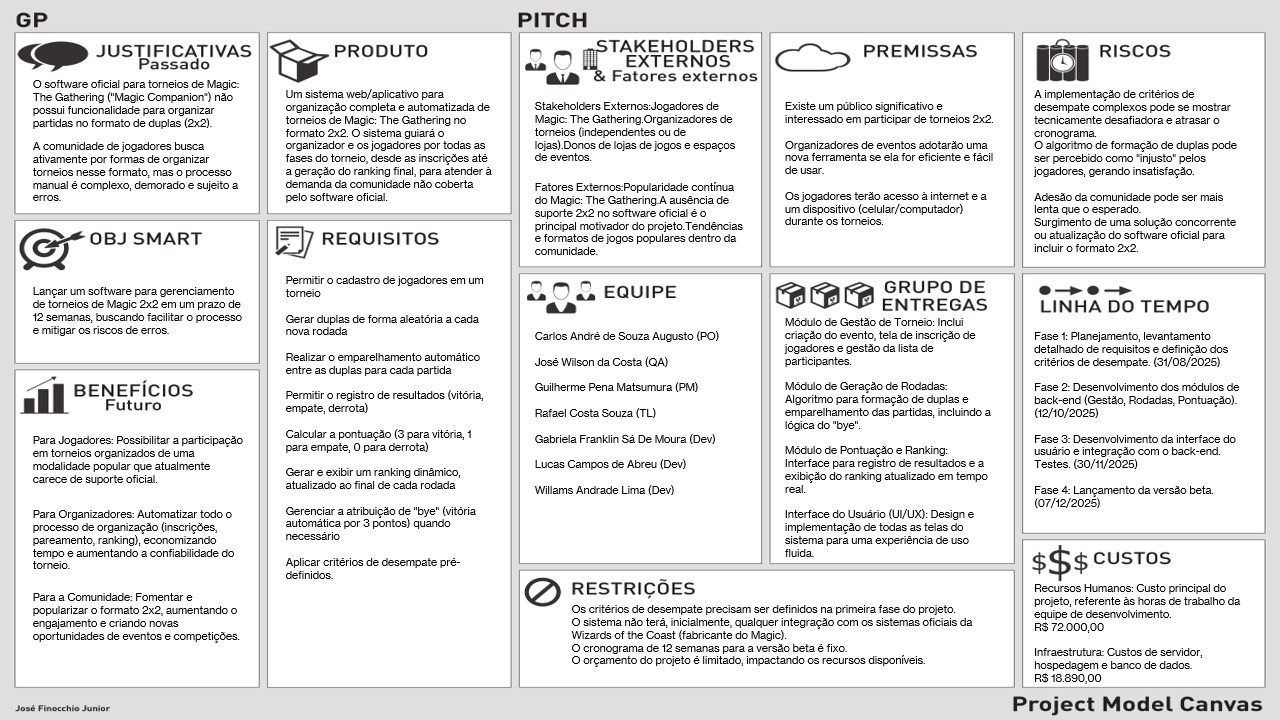 GP
PITCH
JUSTIFICATIVAS
Passado
O software oficial para torneios de Magic:
The Gathering ("Magic Companion") não
possui funcionalidade para organizar
partidas no formato de duplas (2x2).
A comunidade de jogadores busca
ativamente por formas de organizar
torneios nesse formato, mas o processo
manual é complexo, demorado e sujeito a
erros.
OBJ SMART
Lançar um software para gerenciamento
de torneios de Magic 2x2 em um prazo de
12 semanas, buscando facilitar o processo
e mitigar os riscos de erros.
BENEFÍCIOS
Futuro
Para Jogadores: Possibilitar a participação
em torneios organizados de uma
modalidade popular que atualmente
carece de suporte oficial.
Para Organizadores: Automatizar todo o
processo de organização (inscrições,
pareamento, ranking), economizando
tempo e aumentando a confiabilidade do
torneio.
Para a Comunidade: Fomentar e
popularizar o formato 2x2, aumentando o
engajamento e criando novas
oportunidades de eventos e competições.
PRODUTO
Um sistema web/aplicativo para
organização completa e automatizada de
torneios de Magic: The Gathering no
formato 2x2. O sistema guiará o
organizador e os jogadores por todas as
fases do torneio, desde as inscrições até
a geração do ranking final, para atender à
demanda da comunidade não coberta
pelo software oficial.
REQUISITOS
Permitir o cadastro de jogadores em um
torneio
Gerar duplas de forma aleatória a cada
nova rodada
Realizar o emparelhamento automático
entre as duplas para cada partida
Permitir o registro de resultados (vitória,
empate, derrota)
Calcular a pontuação (3 para vitória, 1
para empate, 0 para derrota)
Gerar e exibir um ranking dinâmico,
atualizado ao final de cada rodada
Gerenciar a atribuição de "bye" (vitória
automática por 3 pontos) quando
necessário
Aplicar critérios de desempate pré-
definidos.
STAKEHOLDERS
EXTERNOS
& Fatores externos
Stakeholders Externos:Jogadores de
Magic: The Gathering.Organizadores de
torneios (independentes ou de
lojas).Donos de lojas de jogos e espaços
de eventos.
Fatores Externos:Popularidade contínua
do Magic: The Gathering.A ausência de
suporte 2x2 no software oficial é o
principal motivador do projeto.Tendências
e formatos de jogos populares dentro da
comunidade.
PREMISSAS
Existe um público significativo e
interessado em participar de torneios 2x2.
Organizadores de eventos adotarão uma
nova ferramenta se ela for eficiente e fácil
de usar.
Os jogadores terão acesso à internet e a
um dispositivo (celular/computador)
durante os torneios.
RISCOS
A implementação de critérios de
desempate complexos pode se mostrar
tecnicamente desafiadora e atrasar o
cronograma.
O algoritmo de formação de duplas pode
ser percebido como "injusto" pelos
jogadores, gerando insatisfação.
Adesão da comunidade pode ser mais
lenta que o esperado.
Surgimento de uma solução concorrente
ou atualização do software oficial para
incluir o formato 2x2.
EQUIPE
Carlos André de Souza Augusto (PO)
José Wilson da Costa (QA)
Guilherme Pena Matsumura (PM)
Rafael Costa Souza (TL)
Gabriela Franklin Sá De Moura (Dev)
Lucas Campos de Abreu (Dev)
Willams Andrade Lima (Dev)
GRUPO DE
ENTREGAS
Módulo de Gestão de Torneio: Inclui
criação do evento, tela de inscrição de
jogadores e gestão da lista de
participantes.
Módulo de Geração de Rodadas:
Algoritmo para formação de duplas e
emparelhamento das partidas, incluindo a
lógica do "bye".
Módulo de Pontuação e Ranking:
Interface para registro de resultados e a
exibição do ranking atualizado em tempo
real.
Interface do Usuário (UI/UX): Design e
implementação de todas as telas do
sistema para uma experiência de uso
fluida.
LINHA DO TEMPO
Fase 1: Planejamento, levantamento
detalhado de requisitos e definição dos
critérios de desempate. (31/08/2025)
Fase 2: Desenvolvimento dos módulos de
back-end (Gestão, Rodadas, Pontuação).
(12/10/2025)
Fase 3: Desenvolvimento da interface do
usuário e integração com o back-end.
Testes. (30/11/2025)
Fase 4: Lançamento da versão beta.
(07/12/2025)
RESTRIÇÕES
Os critérios de desempate precisam ser definidos na primeira fase do projeto.
O sistema não terá, inicialmente, qualquer integração com os sistemas oficiais da
Wizards of the Coast (fabricante do Magic).
O cronograma de 12 semanas para a versão beta é fixo.
O orçamento do projeto é limitado, impactando os recursos disponíveis.
$$$ CUSTOS
Recursos Humanos: Custo principal do
projeto, referente às horas de trabalho da
equipe de desenvolvimento.
R$ 72.000,00
Infraestrutura: Custos de servidor,
hospedagem e banco de dados.
R$ 18.890,00
José Finocchio Junior
Project Model Canvas